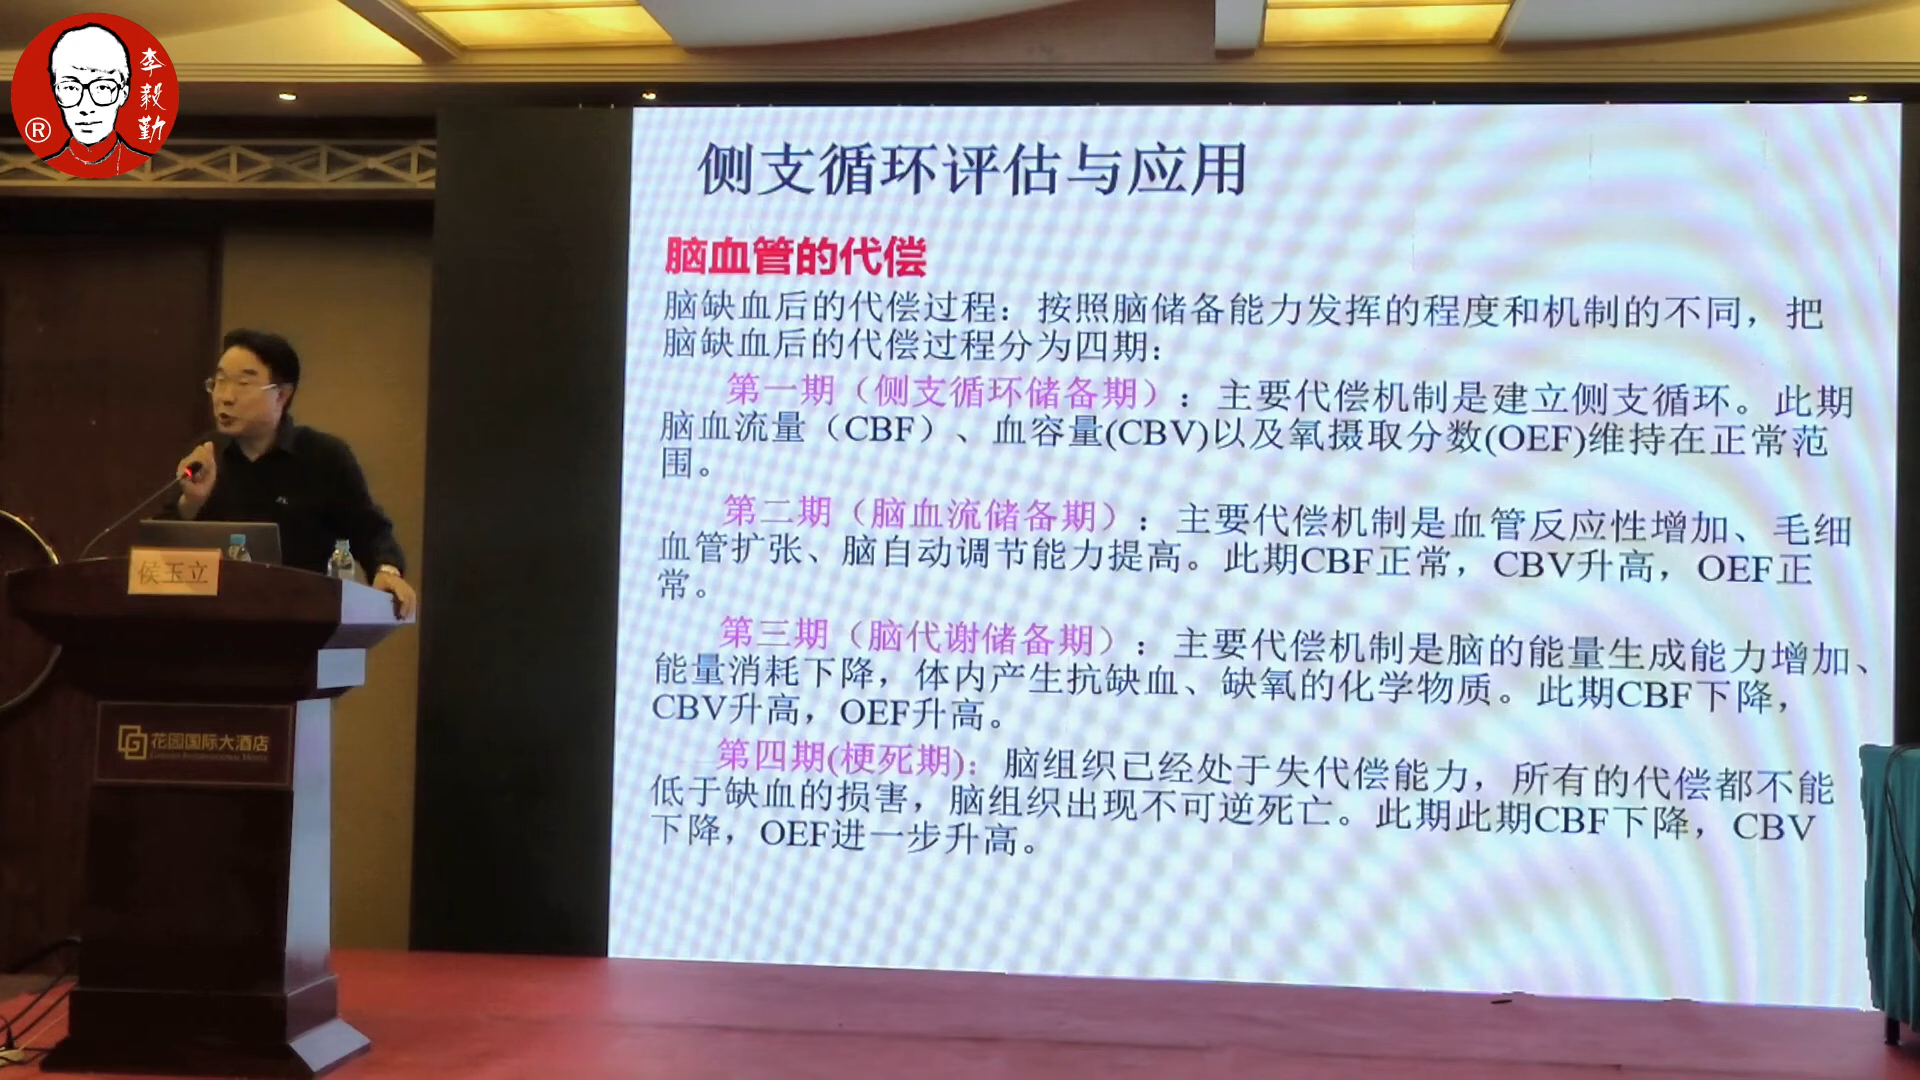 李毅勤
®
侧支循环评估与应用
脑血管的代偿
脑缺血后的代偿过程：按照脑储备能力发挥的程度和机制的不同，把
脑缺血后的代偿过程分为四期：
第一期（侧支循环储备期）：主要代偿机制是建立侧支循环。此期
脑血流量（CBF）、血容量(CBV)以及氧摄取分数(OEF)维持在正常范
围。
第二期（脑血流储备期）：主要代偿机制是血管反应性增加、毛细
血管扩张、脑自动调节能力提高。此期CBF正常，CBV升高，OEF正
常。
第三期（脑代谢储备期）：主要代偿机制是脑的能量生成能力增加、
能量消耗下降，体内产生抗缺血、缺氧的化学物质。此期CBF下降，
CBV升高，OEF升高。
第四期(梗死期)：脑组织已经处于失代偿能力，所有的代偿都不能
低于缺血的损害，脑组织出现不可逆死亡。此期此期CBF下降，CBV
下降，OEF进一步升高。
侯玉立
花园国际大酒店